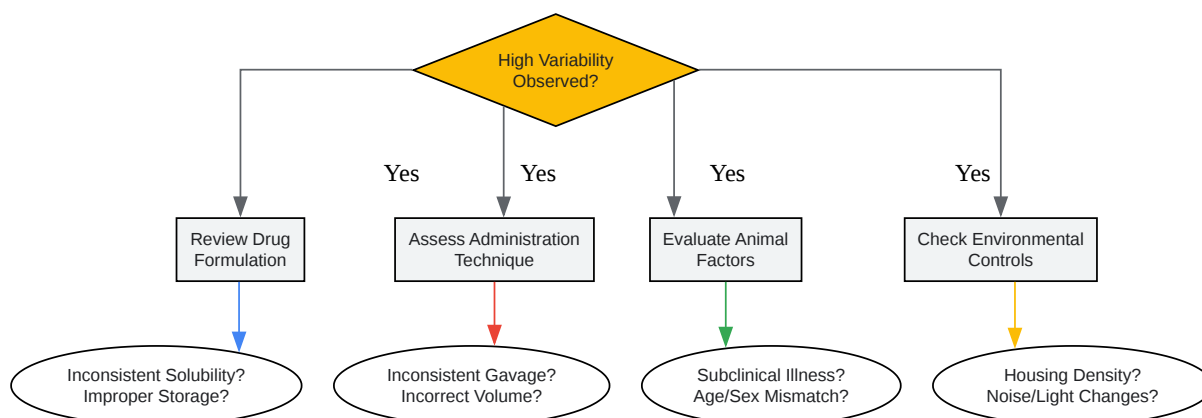 High Variability
Observed?
Yes
Yes
Yes
Yes
Review Drug
Formulation
Assess Administration
Technique
Evaluate Animal
Factors
Check Environmental
Controls
Inconsistent Solubility?
Improper Storage?
Inconsistent Gavage?
Incorrect Volume?
Subclinical Illness?
Age/Sex Mismatch?
Housing Density?
Noise/Light Changes?